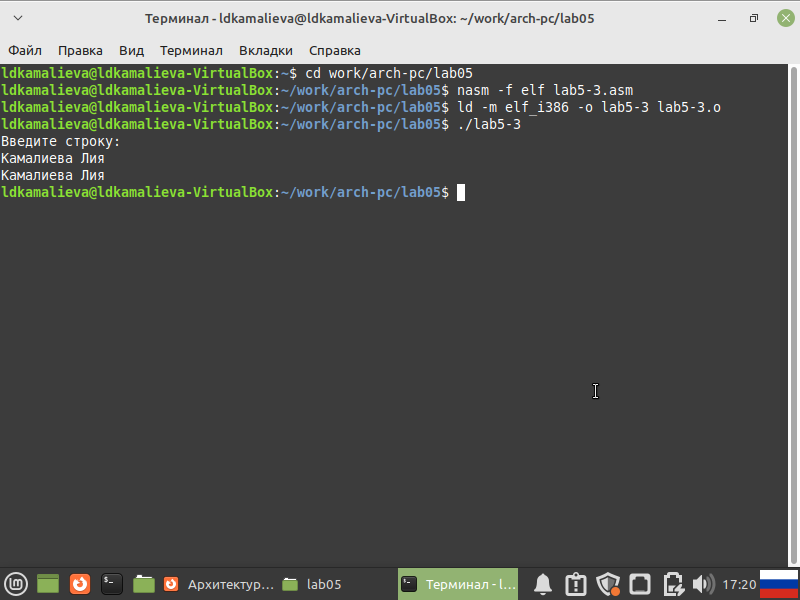 Терминал - ldkamalieva@ldkamalieva-VirtualBox: ~/work/arch-pc/lab05
Файл Правка Вид Терминал Вкладки Справка
ldkamalieva@ldkamalieva-VirtualBox:~$ cd work/arch-pc/lab05
ldkamalieva@ldkamalieva-VirtualBox:~/work/arch-pc/lab05$ nasm -f elf lab5-3.asm
ldkamalieva@ldkamalieva-VirtualBox:~/work/arch-pc/lab05$ ld -m elf_i386 -o lab5-3 lab5-3.o
ldkamalieva@ldkamalieva-VirtualBox:~/work/arch-pc/lab05$ ./lab5-3
Введите строку:
Камалиева Лия
Камалиева Лия
ldkamalieva@ldkamalieva-VirtualBox:~/work/arch-pc/lab05$
Архитектур... lab05 Терминал - l... 17:20